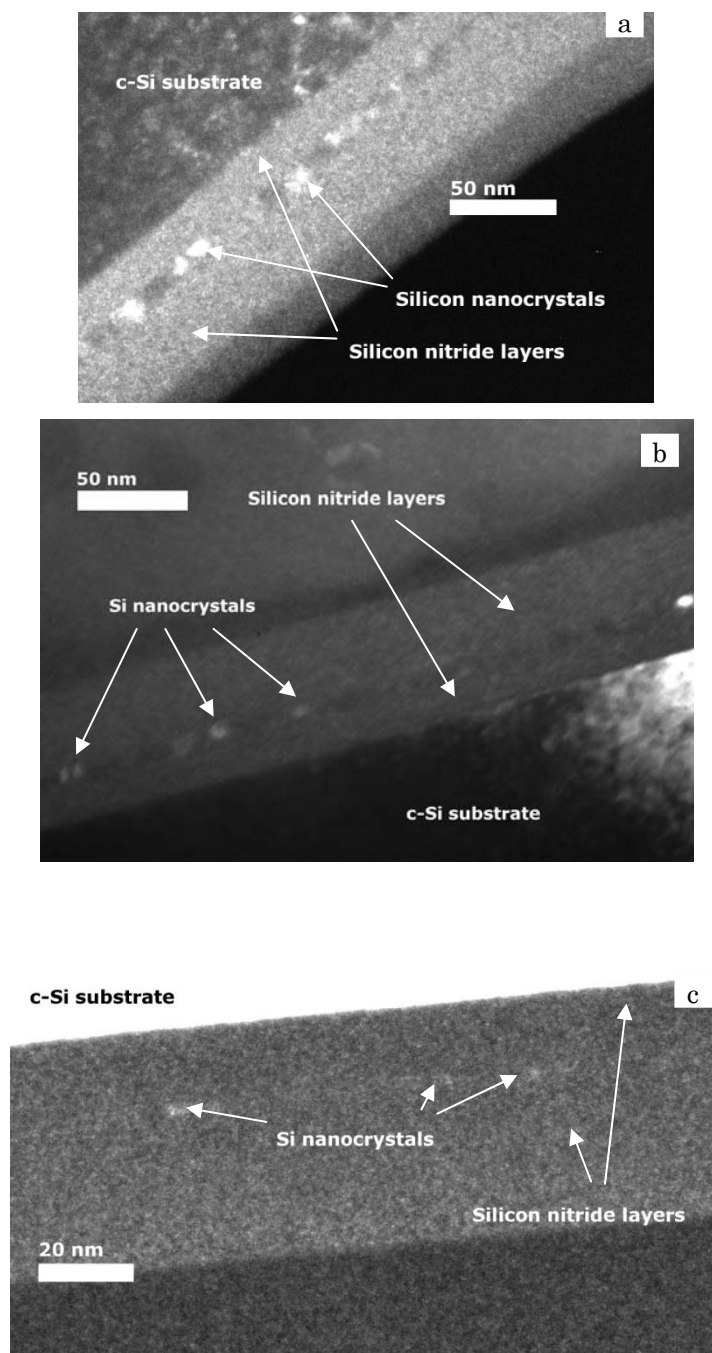 a
c-Si substrate
50 nm
Silicon nanocrystals
Silicon nitride layers
b
50 nm
Silicon nitride layers
Si nanocrystals
c-Si substrate
c-Si substrate
c
Si nanocrystals
Silicon nitride layers
20 nm